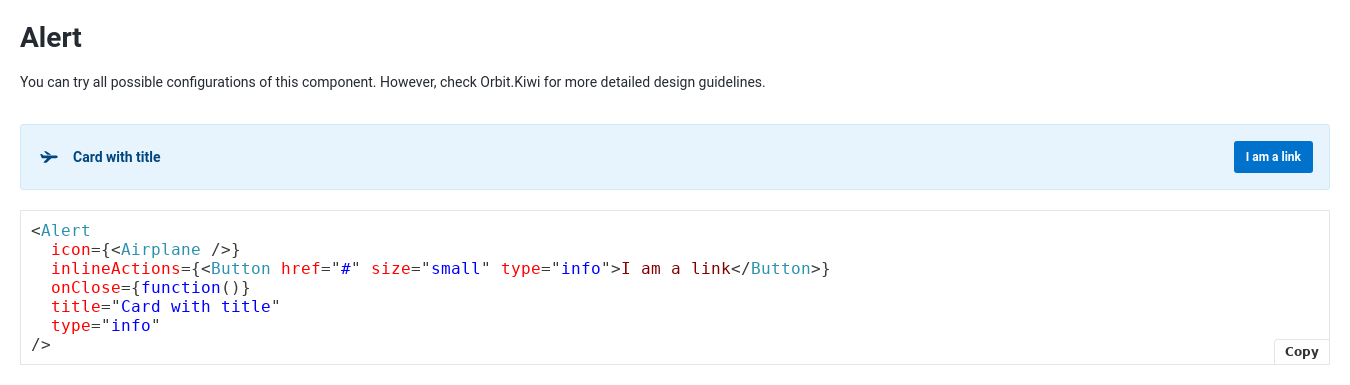 Alert
You can try all possible configurations of this component. However, check Orbit.Kiwi for more detailed design guidelines.
Card with title
I am a link
<Alert
  icon={<Airplane />}
  inlineActions={<Button href="#" size="small" type="info">I am a link</Button>}
  onClose={function()}
  title="Card with title"
  type="info"
/>
Copy